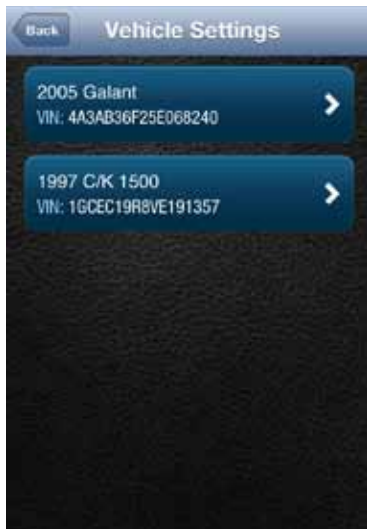 Back
Vehicle Settings
2005 Galant
VIN: 4A3AB36F25E068240
1997 C/K 1500
VIN: 1GCEC19R8VE191357